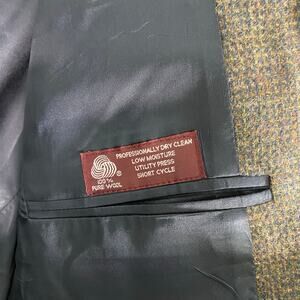 PROFESSIONALLY DRY CLEAN
LOW MOISTURE
UTILITY PRESS
SHORT CYCLE
100%
PURE WOOL